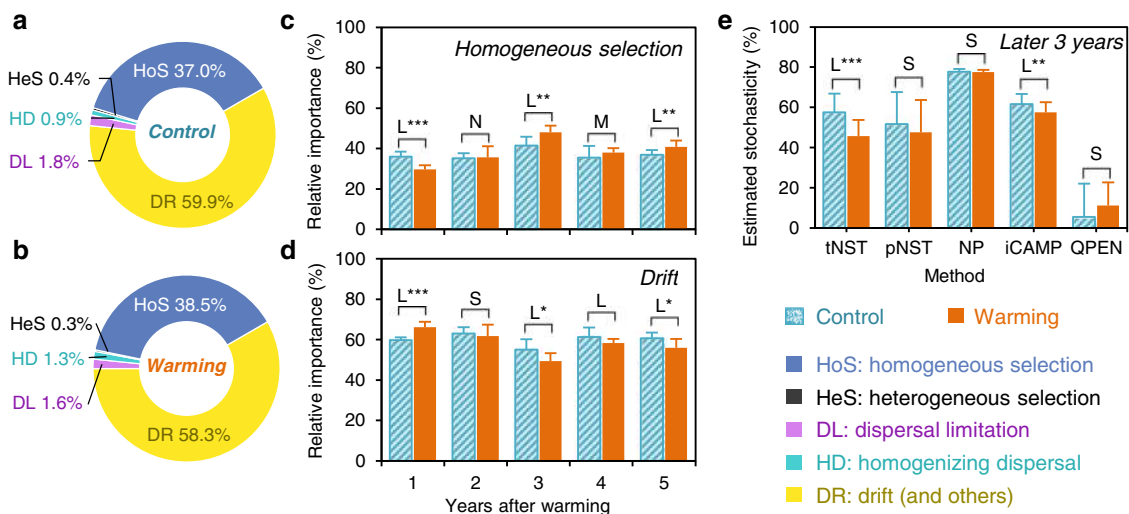 a
HoS 37.0%
HeS 0.4%
HD 0.9%
DL 1.8%
Control
DR 59.9%
b
HoS 38.5%
HeS 0.3%
HD 1.3%
DL 1.6%
Warming
DR 58.3%
c
Relative importance (%)
100
80
60
40
20
0
Homogeneous selection
L***
N
L**
M
L**
d
Relative importance (%)
100
80
60
40
20
0
Drift
L***
S
L*
L
L*
1 2 3 4 5
Years after warming
e
Estimated stochasticity (%)
100
80
60
40
20
0
Later 3 years
L***
S
S
L**
S
tNST pNST NP iCAMP QPEN
Method
Control Warming
HoS: homogeneous selection
HeS: heterogeneous selection
DL: dispersal limitation
HD: homogenizing dispersal
DR: drift (and others)